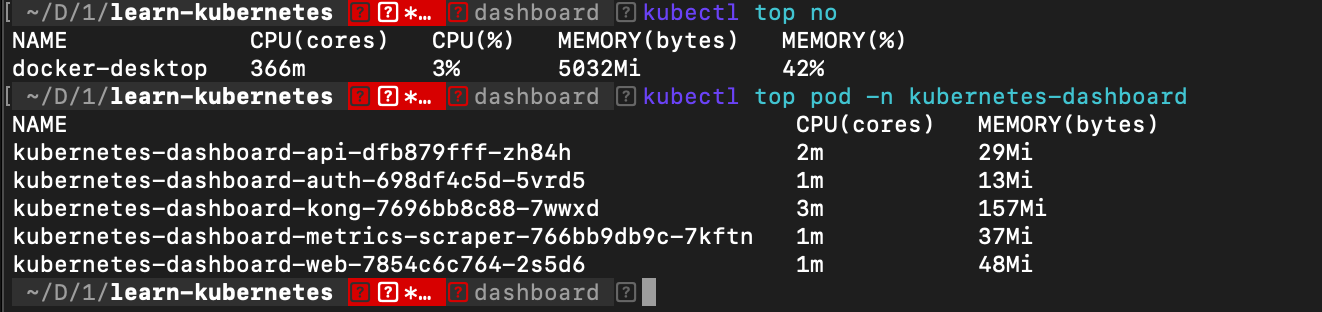 ~/D/1/learn-kubernetes ? ? *… ? dashboard ? kubectl top no
NAME CPU(cores) CPU(%) MEMORY(bytes) MEMORY(%)
docker-desktop 366m 3% 5032Mi 42%
~/D/1/learn-kubernetes ? ? *… ? dashboard ? kubectl top pod -n kubernetes-dashboard
NAME CPU(cores) MEMORY(bytes)
kubernetes-dashboard-api-dfb879fff-zh84h 2m 29Mi
kubernetes-dashboard-auth-698df4c5d-5vrd5 1m 13Mi
kubernetes-dashboard-kong-7696bb8c88-7wwxd 3m 157Mi
kubernetes-dashboard-metrics-scraper-766bb9db9c-7kftn 1m 37Mi
kubernetes-dashboard-web-7854c6c764-2s5d6 1m 48Mi
~/D/1/learn-kubernetes ? ? *… ? dashboard ?